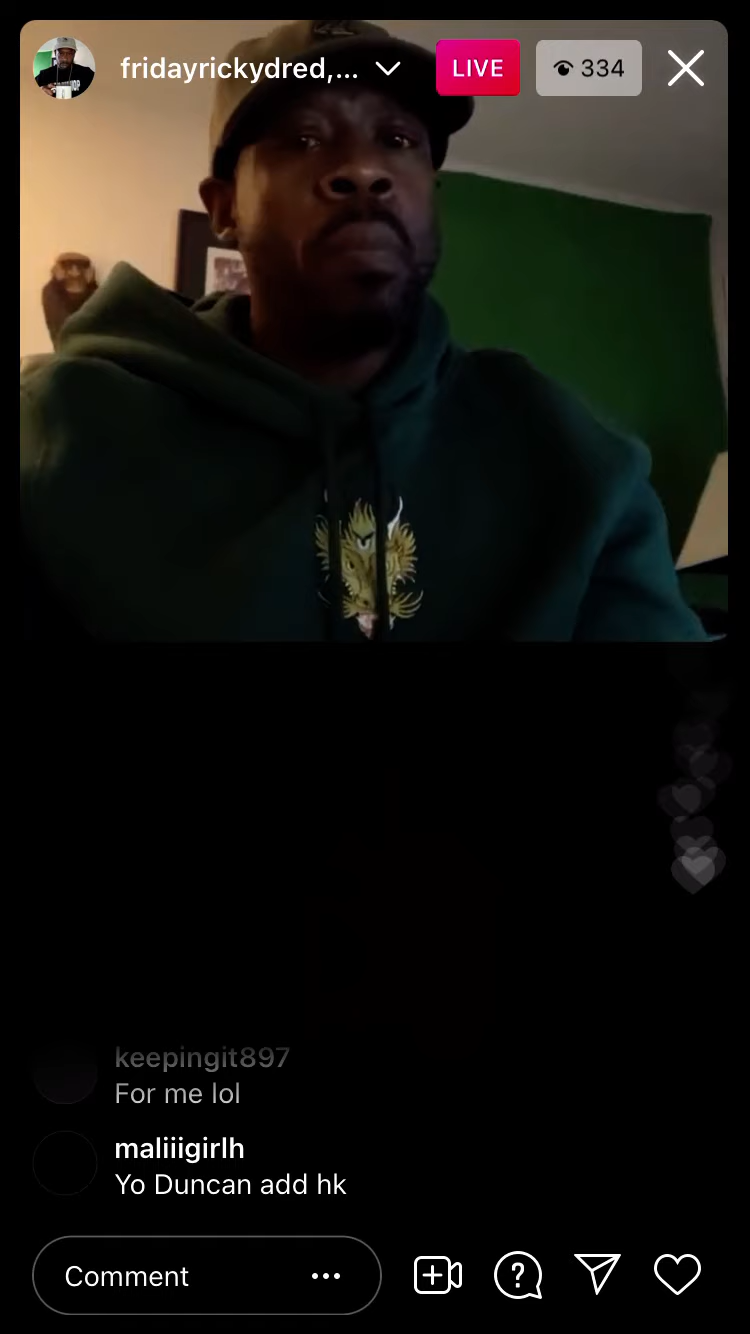 fridayrickydred,...
LIVE
334
keepingit897
For me lol
maliiigirlh
Yo Duncan add hk
Comment